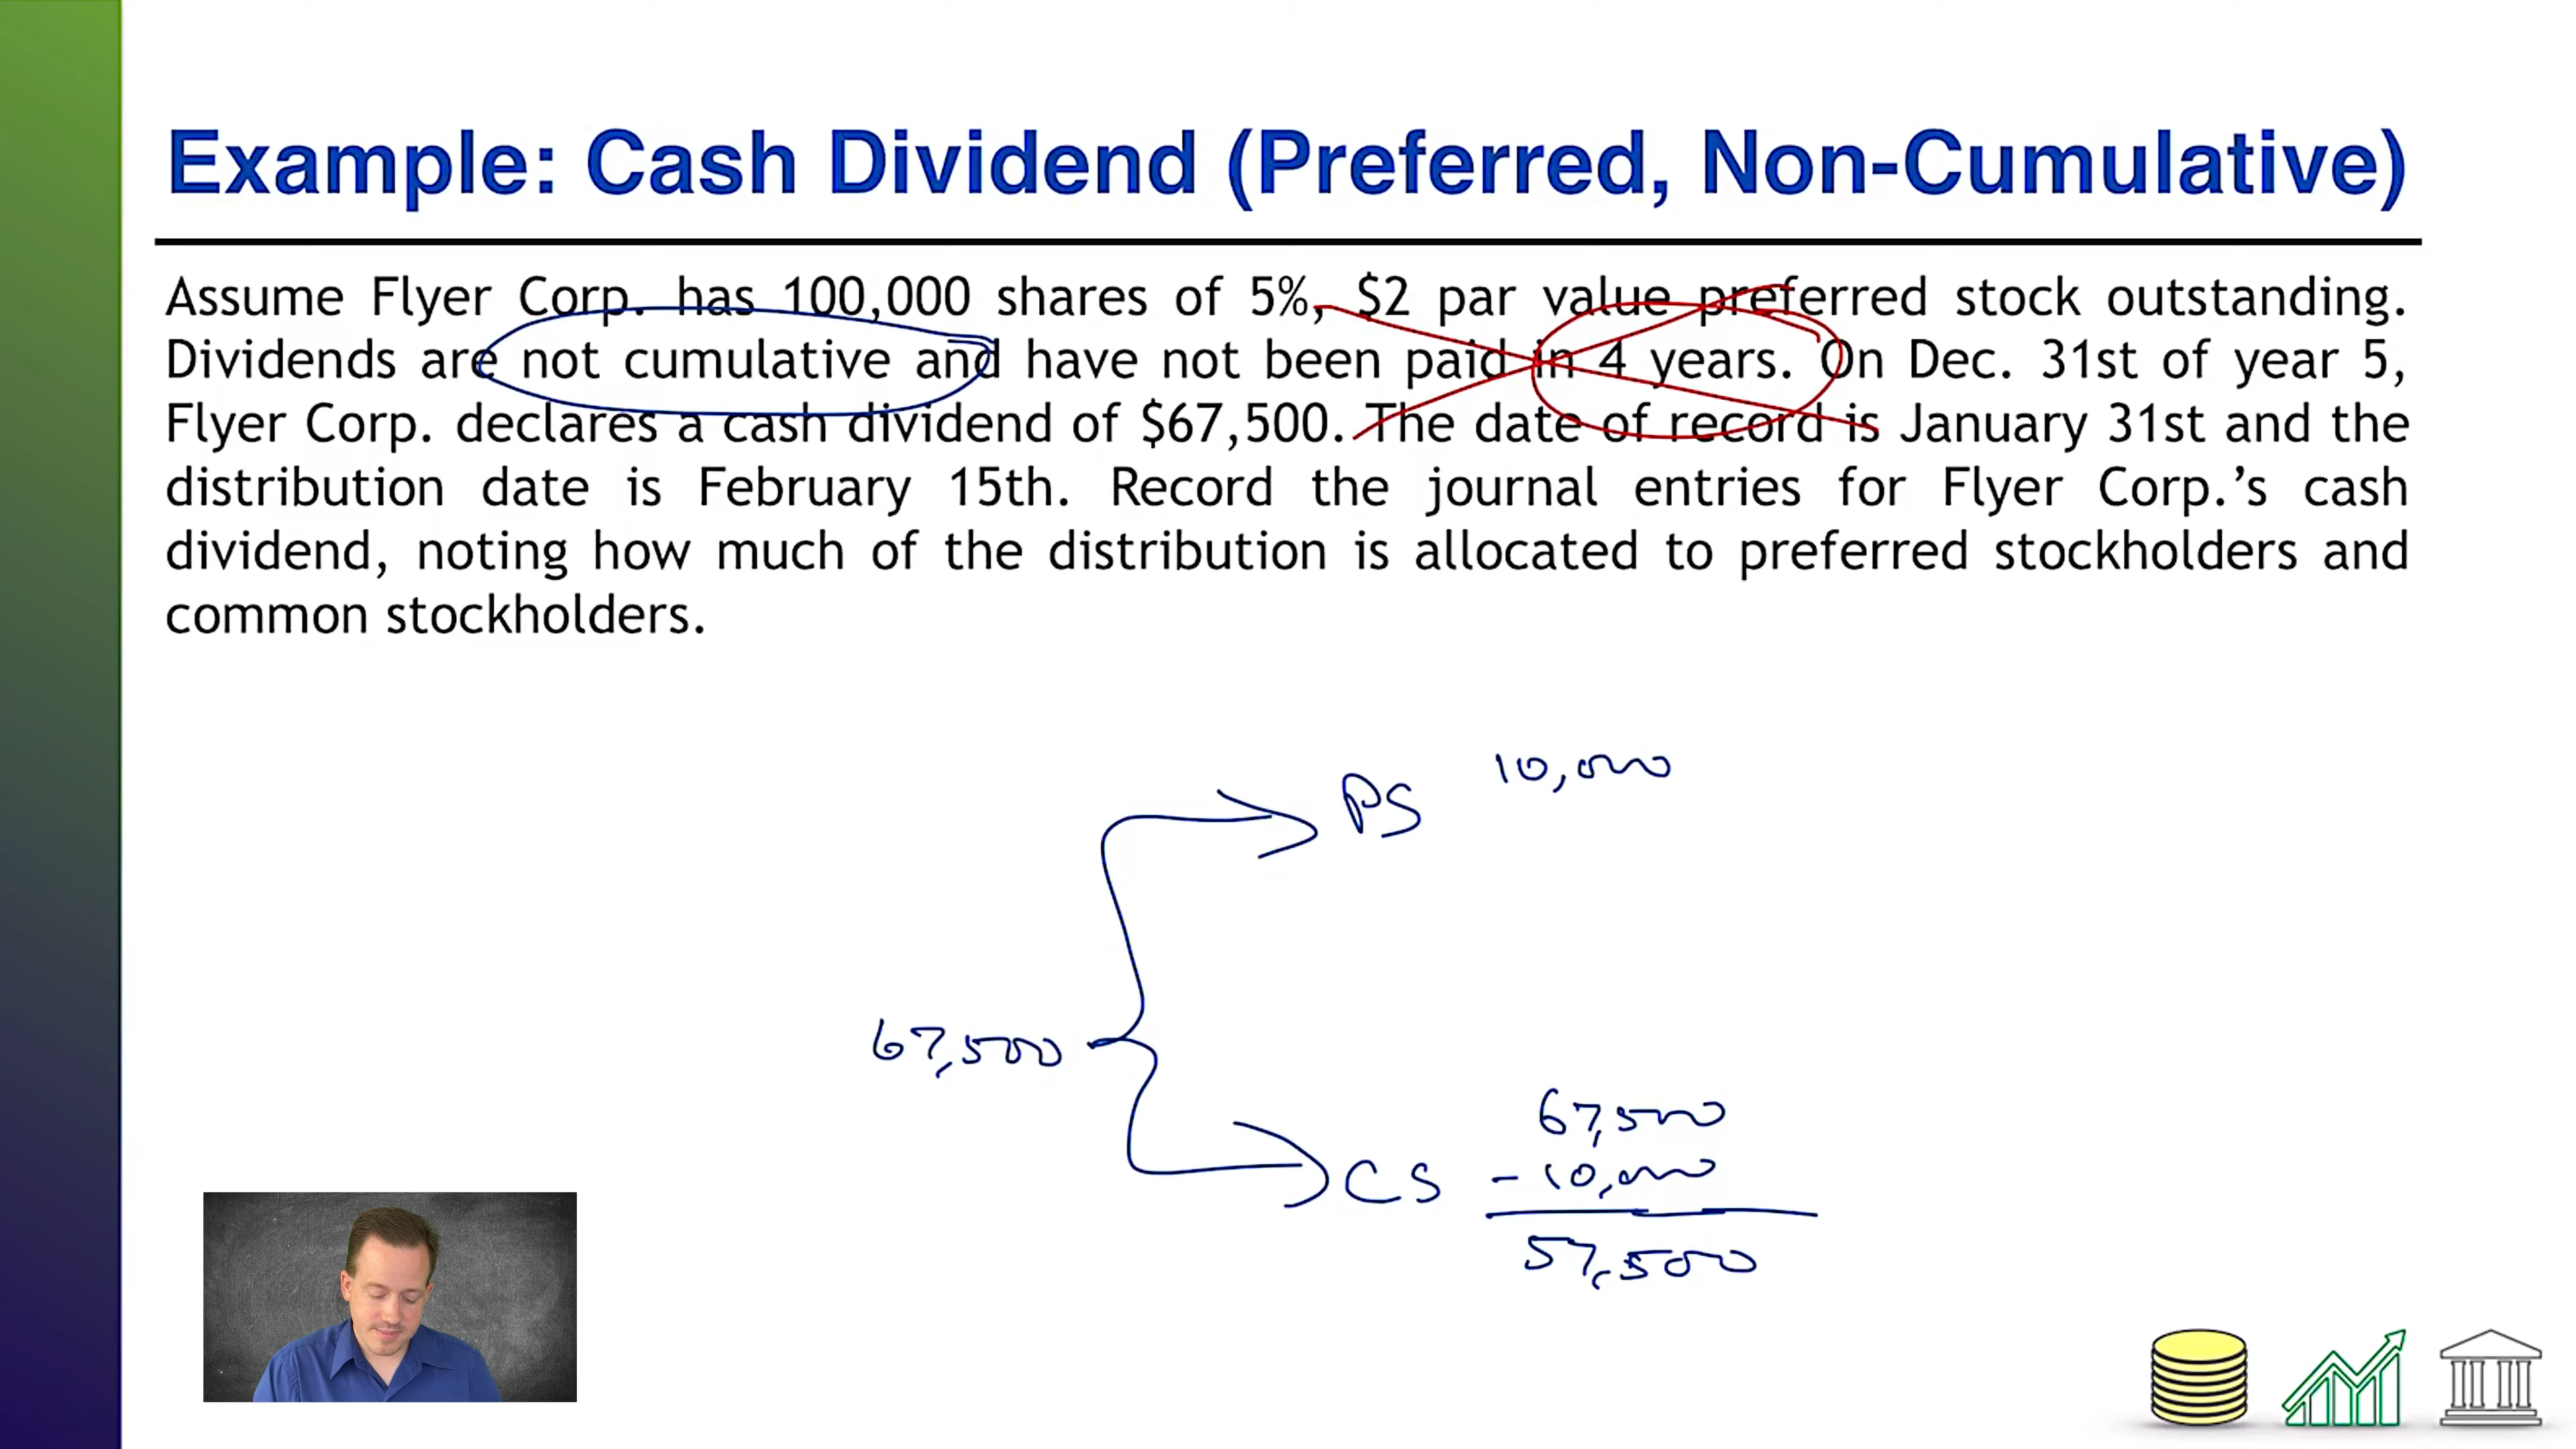 Example: Cash Dividend (Preferred, Non-Cumulative)
Assume Flyer Corp. has 100,000 shares of 5%, $2 par value preferred stock outstanding.
Dividends are not cumulative and have not been paid in 4 years. On Dec. 31st of year 5,
Flyer Corp. declares a cash dividend of $67,500. The date of record is January 31st and the
distribution date is February 15th. Record the journal entries for Flyer Corp.’s cash
dividend, noting how much of the distribution is allocated to preferred stockholders and
common stockholders.
PS 10,000
67,500
67,500
CS - 10,000
57,500